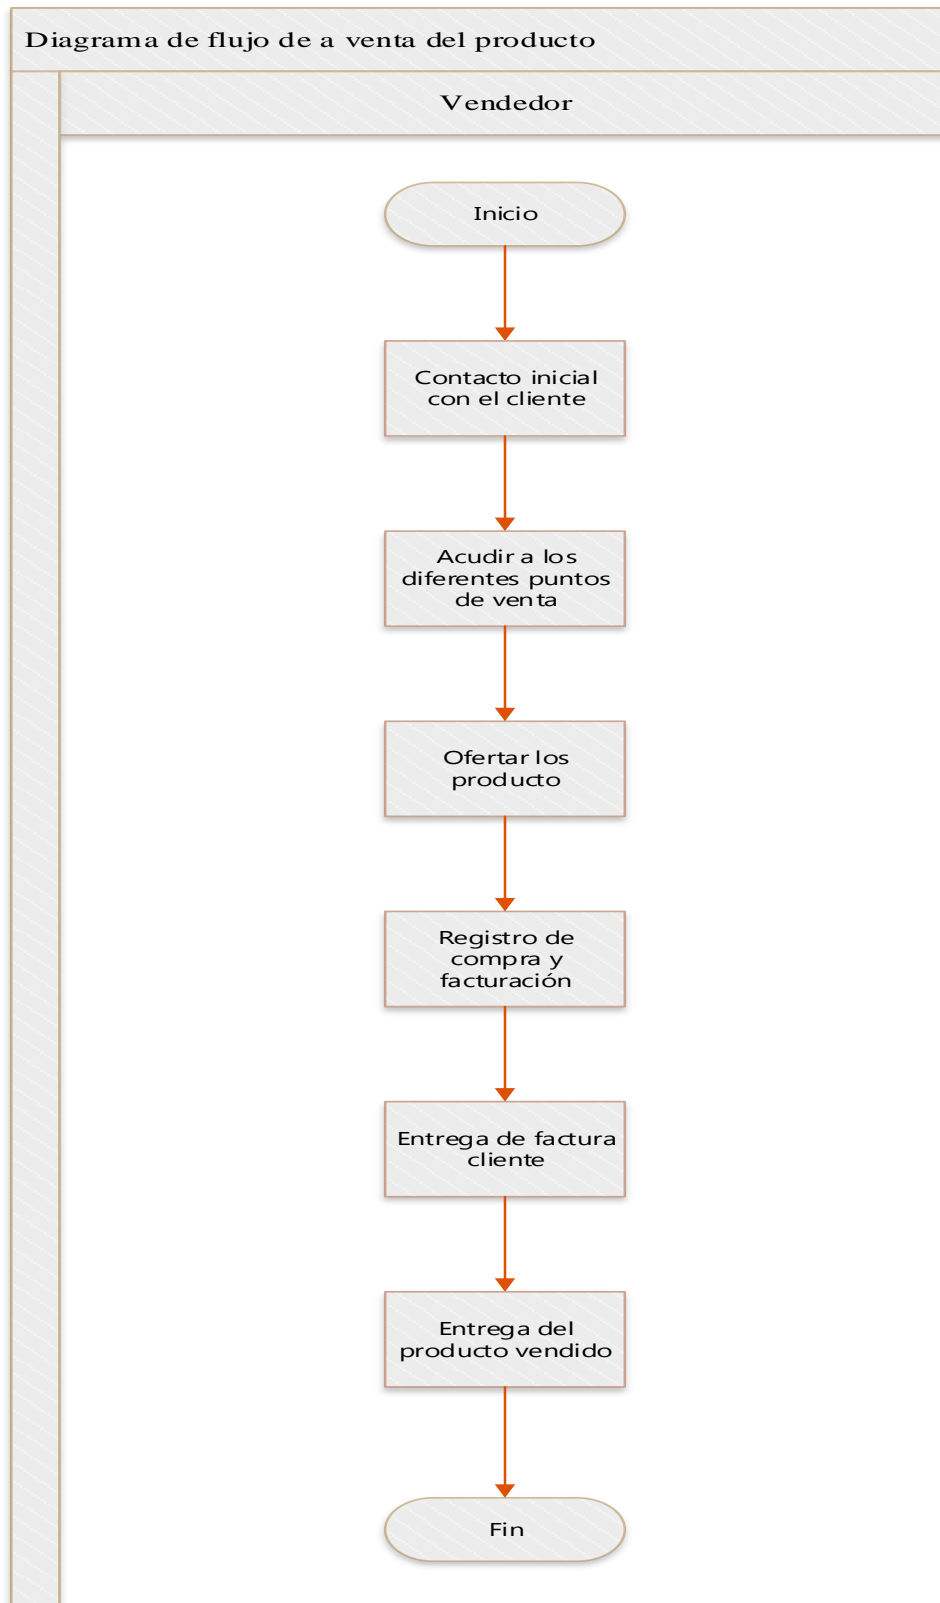 Diagrama de flujo de a venta del producto
Vendedor
Inicio
Contacto inicial
con el cliente
Acudir a los
diferentes puntos
de venta
Ofertar los
producto
Registro de
compra y
facturación
Entrega de factura
cliente
Entrega del
producto vendido
Fin